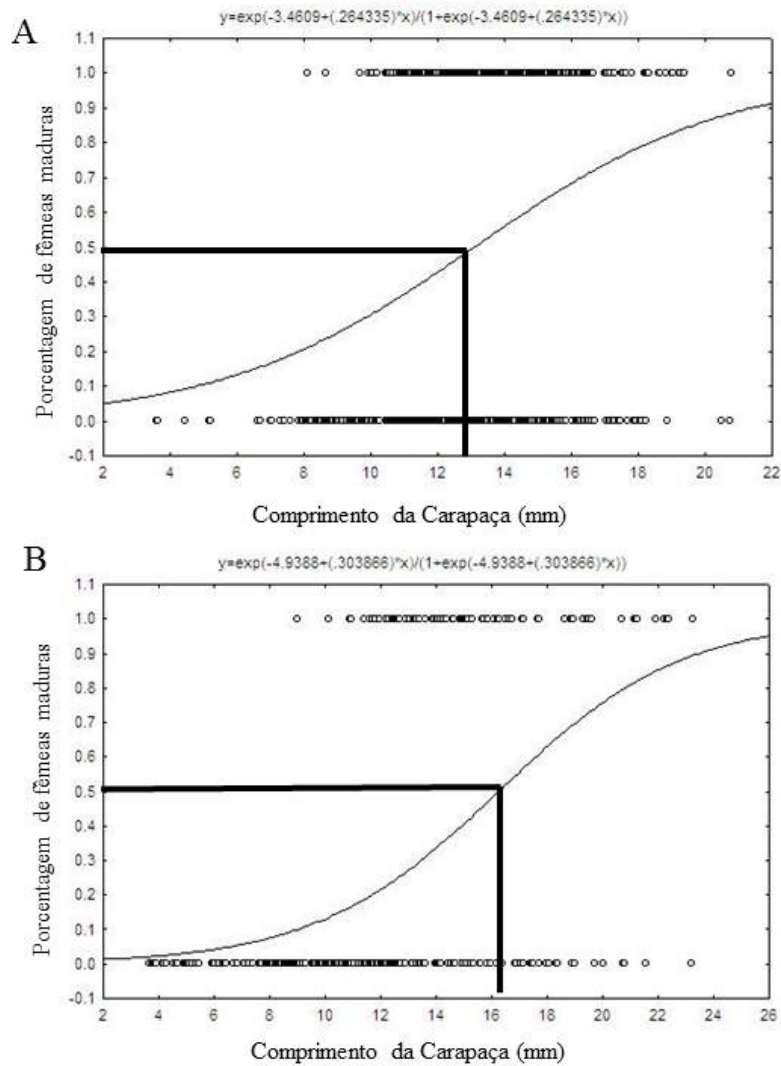 A
y=exp(-3.4609+(.264335)*x)/(1+exp(-3.4609+(.264335)*x))
Porcentagem de fêmeas maduras
1.1
1.0
0.9
0.8
0.7
0.6
0.5
0.4
0.3
0.2
0.1
0.0
-0.1
2 4 6 8 10 12 14 16 18 20 22
Comprimento da Carapaça (mm)
B
y=exp(-4.9388+(.303866)*x)/(1+exp(-4.9388+(.303866)*x))
Porcentagem de fêmeas maduras
1.1
1.0
0.9
0.8
0.7
0.6
0.5
0.4
0.3
0.2
0.1
0.0
-0.1
2 4 6 8 10 12 14 16 18 20 22 24 26
Comprimento da Carapaça (mm)